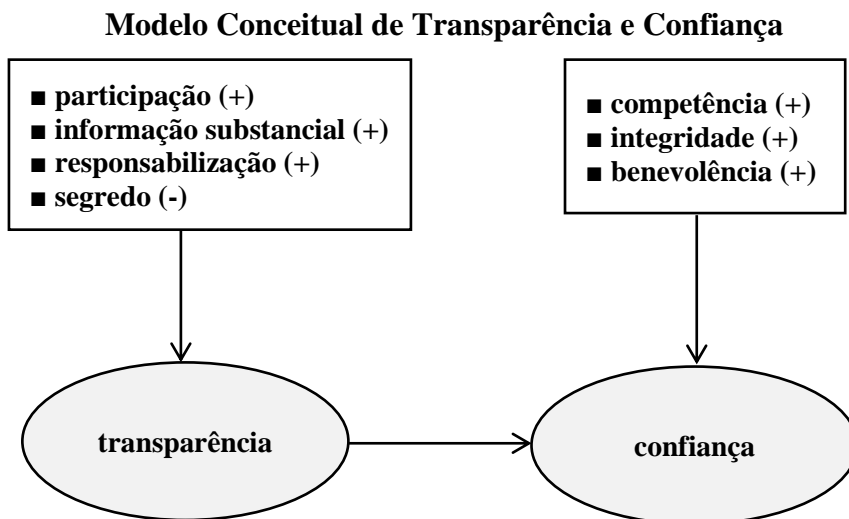 Modelo Conceitual de Transparência e Confiança
■ participação (+)
■ informação substancial (+)
■ responsabilização (+)
■ segredo (-)
■ competência (+)
■ integridade (+)
■ benevolência (+)
transparência
confiança